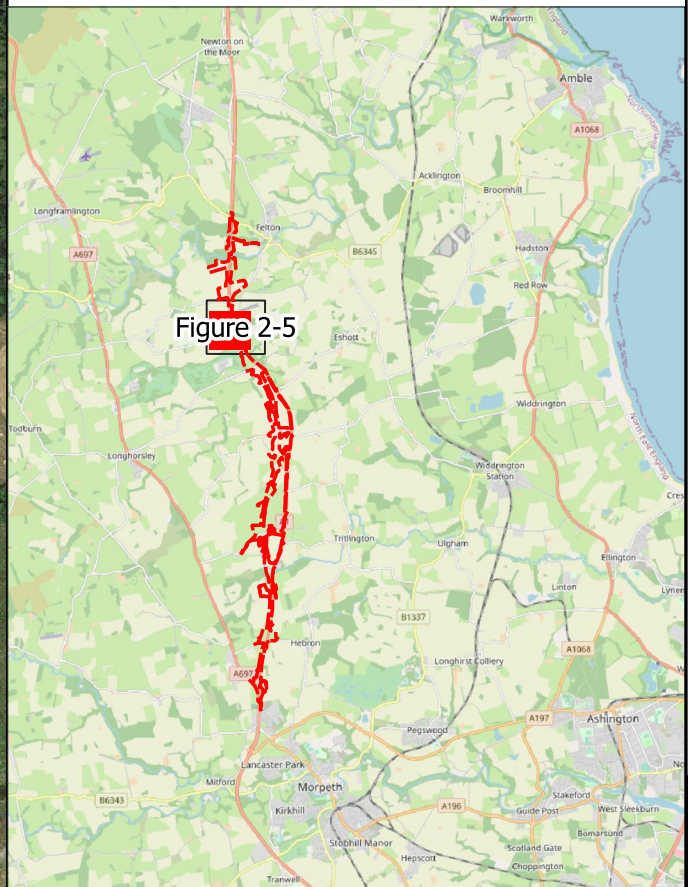 Warkworth
England
Newton on
the Moor
Amble
A1068
Acklington
Broomhill
Longframlington
Felton
B6345
A697
Hadston
Red Row
Figure 2-5
Eshott
Widdrington
Todburn
Longhorsley
North East England
Widdrington
Station
Cres
Tritlington
Ulgham
Ellington
Linton
Lynem
B1337
Hebron
A1068
Longhirst Colliery
A697
A197
Ashington
Pegswood
Lancaster Park
Mitford
Morpeth
B6343
Kirkhill
A196
Stakeford
Guide Post
West Sleekburn
Bomarsund
Stobhill Manor
Scotland Gate
Hepscott
Choppington
Tranwell